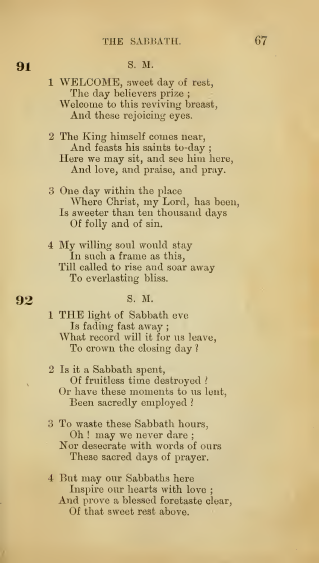 THE SABBATH. 67
91 S. M.
1 WELCOME, sweet day of rest,
The day believers prize ;
Welcome to this reviving breast,
And these rejoicing eyes.
2 The King himself comes near,
And feasts his saints to-day ;
Here we may sit, and see him here,
And love, and praise, and pray.
3 One day within the place
Where Christ, my Lord, has been,
Is sweeter than ten thousand days
Of folly and of sin.
4 My willing soul would stay
In such a frame as this,
Till called to rise and soar away
To everlasting bliss.
92 S. M.
1 THE light of Sabbath eve
Is fading fast away ;
What record will it for us leave,
To crown the closing day ?
2 Is it a Sabbath spent,
Of fruitless time destroyed ?
Or have these moments to us lent,
Been sacredly employed ?
3 To waste these Sabbath hours,
Oh ! may we never dare ;
Nor desecrate with words of ours
These sacred days of prayer.
4 But may our Sabbaths here
Inspire our hearts with love ;
And prove a blessed foretaste clear,
Of that sweet rest above.